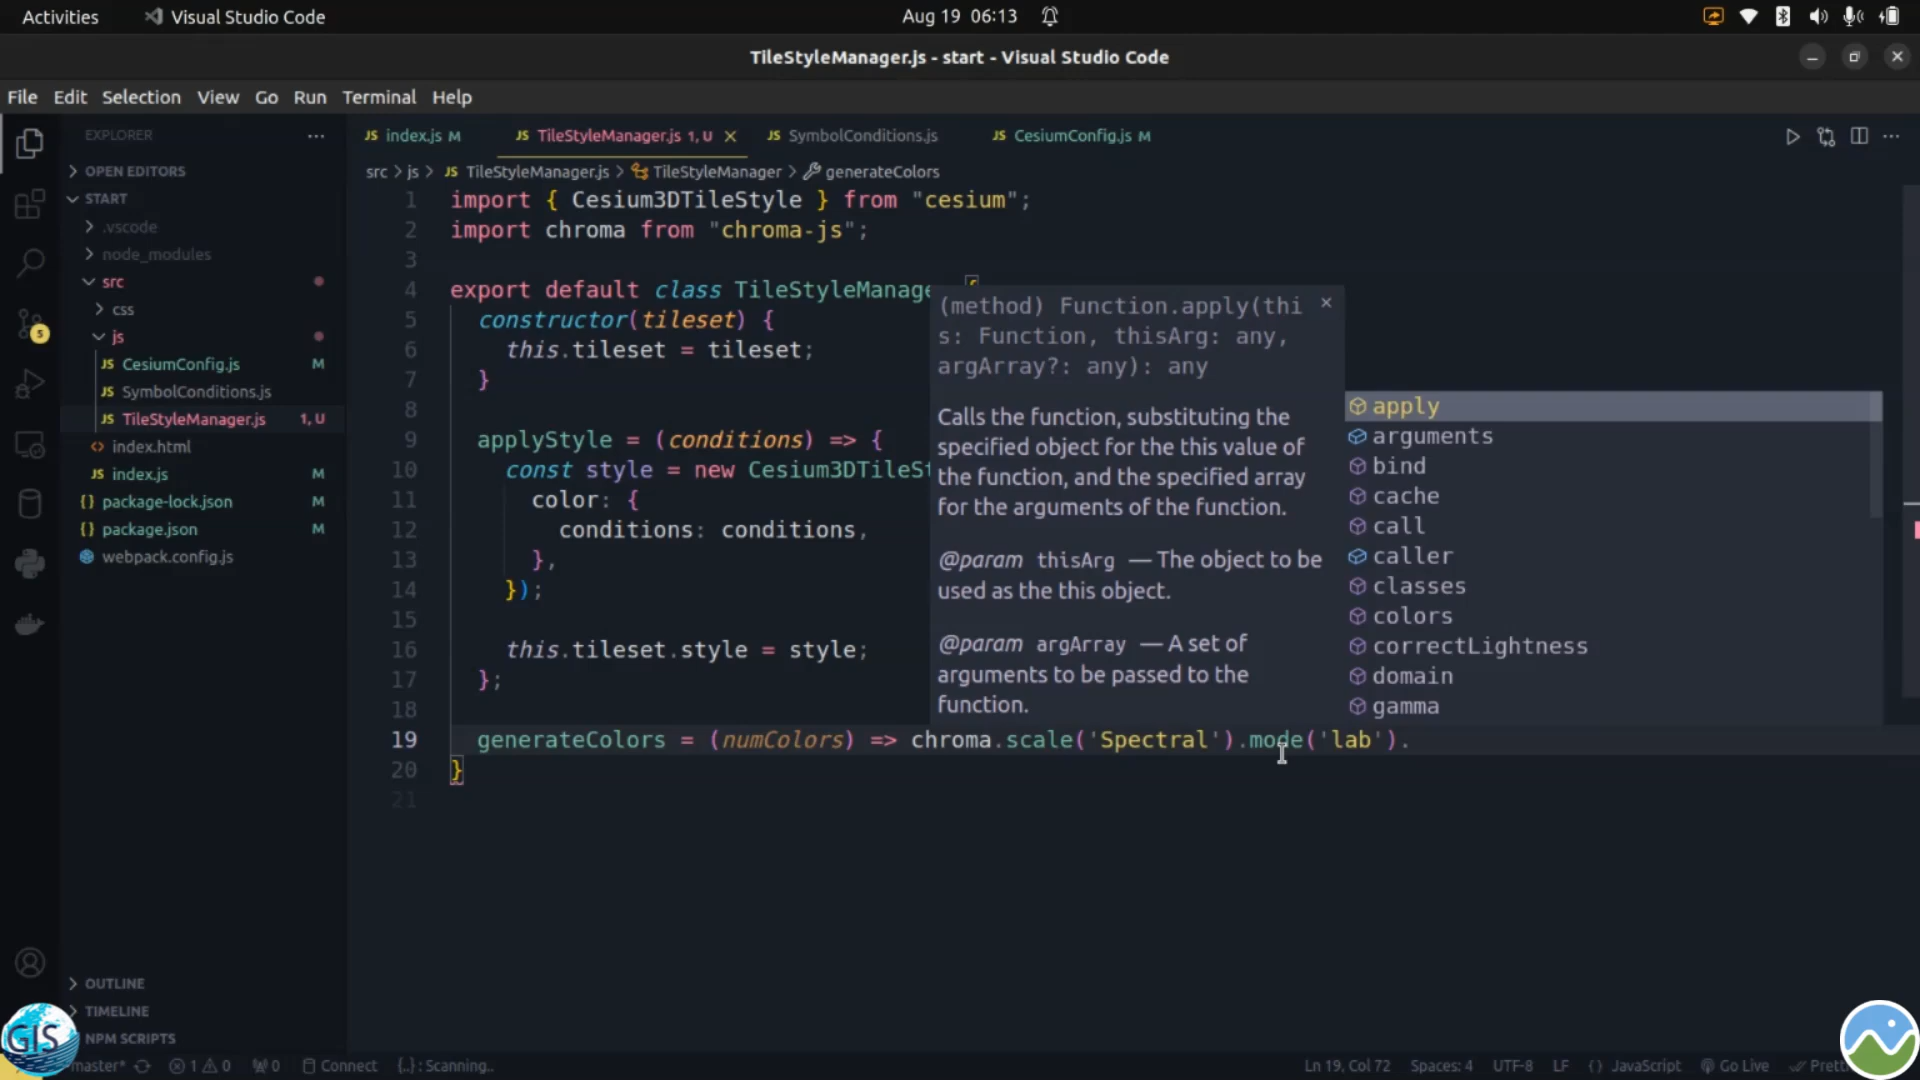 Activities
Visual Studio Code
Aug 19 06:13
TileStyleManager.js - start - Visual Studio Code
File Edit Selection View Go Run Terminal Help
EXPLORER
index.js M
TileStyleManager.js 1, U
SymbolConditions.js
CesiumConfig.js M
OPEN EDITORS
START
.vscode
node_modules
src
css
js
CesiumConfig.js M
SymbolConditions.js
TileStyleManager.js 1, U
index.html
index.js M
package-lock.json M
package.json M
webpack.config.js
OUTLINE
TIMELINE
NPM SCRIPTS
src > js > JS TileStyleManager.js > TileStyleManager > generateColors
1 import { Cesium3DTileStyle } from "cesium";
2 import chroma from "chroma-js";
3
4 export default class TileStyleManage {
5 constructor(tileset) {
6 this.tileset = tileset;
7 }
8
9 applyStyle = (conditions) => {
10 const style = new Cesium3DTileSt
11 color: {
12 conditions: conditions,
13 },
14 });
15
16 this.tileset.style = style;
17 };
18
19 generateColors = (numColors) => chroma.scale('Spectral').mode('lab').
20 }
21
(method) Function.apply(thi
s: Function, thisArg: any,
argArray?: any): any
Calls the function, substituting the
specified object for the this value of
the function, and the specified array
for the arguments of the function.
@param thisArg — The object to be
used as the this object.
@param argArray — A set of
arguments to be passed to the
function.
apply
arguments
bind
cache
call
caller
classes
colors
correctLightness
domain
gamma
GIS
5
master* 1 0 0 Connect {..} : Scanning..
Ln 19, Col 72 Spaces: 4 UTF-8 LF {} JavaScript Go Live Prett